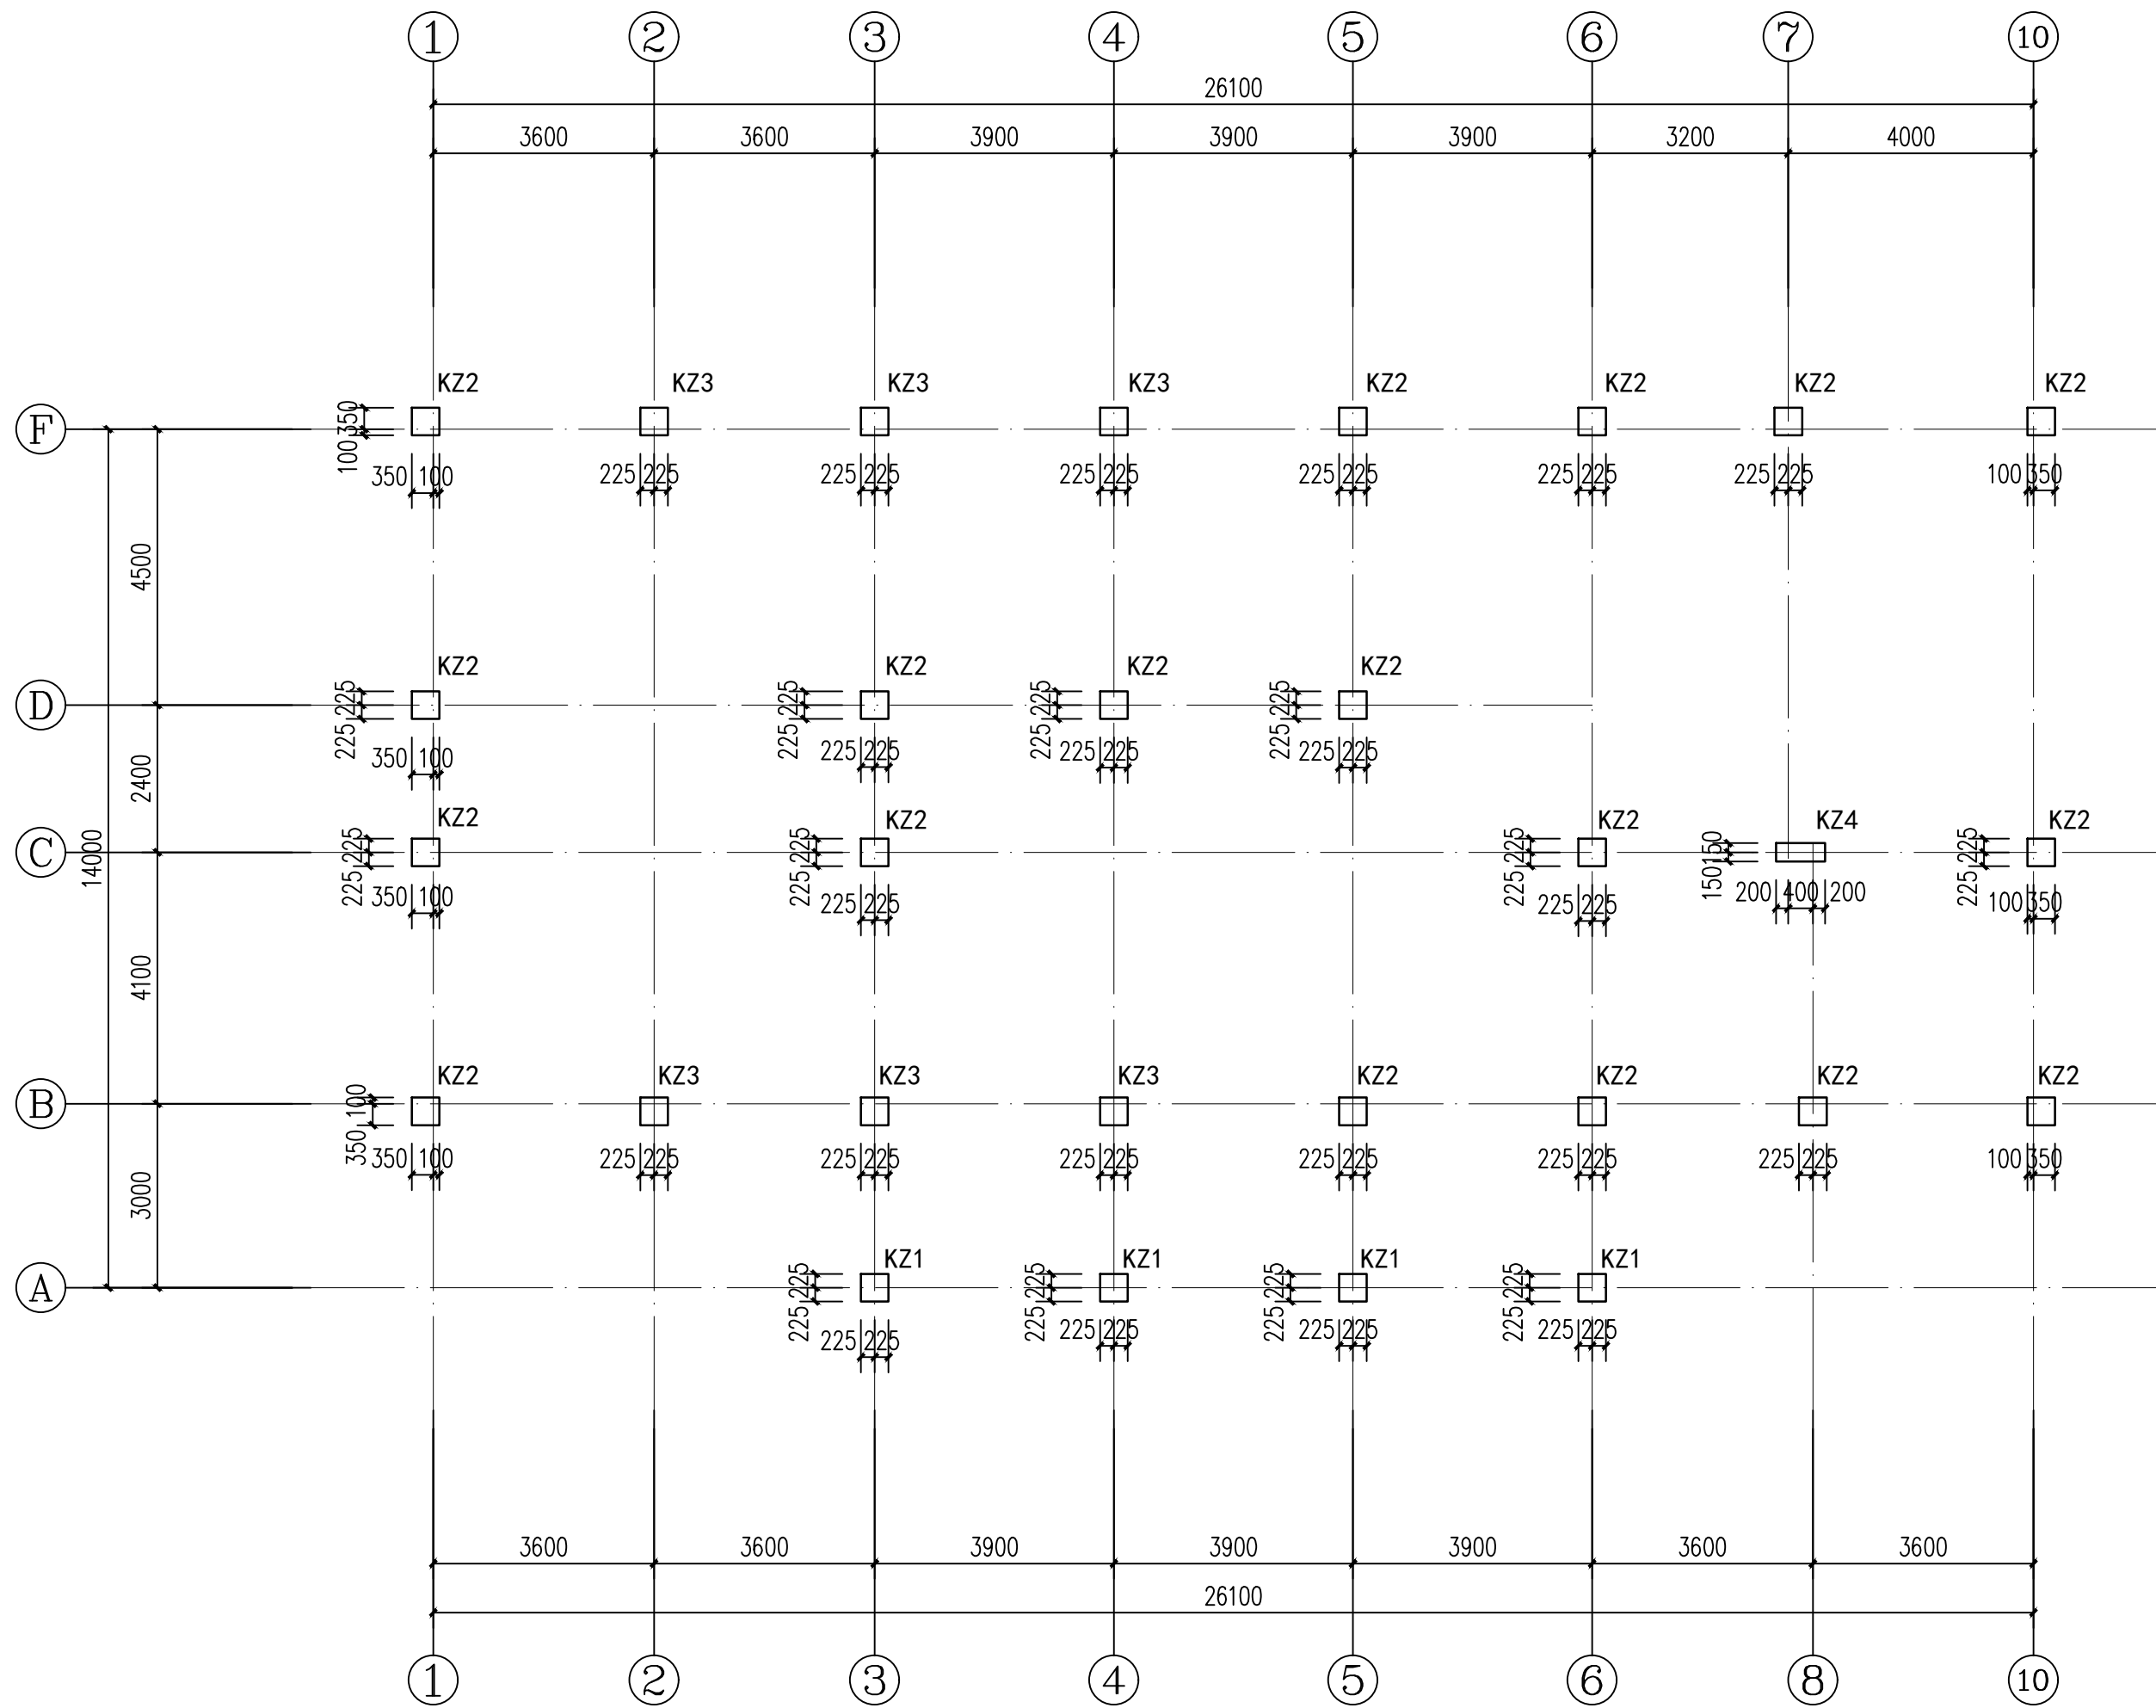 1 2 3 4 5 6 7 10
26100
3600 3600 3900 3900 3900 3200 4000
KZ2 KZ3 KZ3 KZ3 KZ2 KZ2 KZ2 KZ2
F
100 350
350 100 225 225 225 225 225 225 225 225 225 225 225 225 100 350
4500
KZ2 KZ2 KZ2 KZ2
D
225 225 225 225 225 225 225 225
350 100 225 225 225 225 225 225
2400
14000
KZ2 KZ2 KZ2 KZ4 KZ2
C
225 225 225 225 225 225 150 150 225 225
350 100 225 225 225 225 200 400 200 100 350
4100
KZ2 KZ3 KZ3 KZ3 KZ2 KZ2 KZ2 KZ2
B
350 100
350 100 225 225 225 225 225 225 225 225 225 225 225 225 100 350
3000
KZ1 KZ1 KZ1 KZ1
A
225 225 225 225 225 225 225 225
225 225 225 225 225 225 225 225
3600 3600 3900 3900 3900 3600 3600
26100
1 2 3 4 5 6 8 10